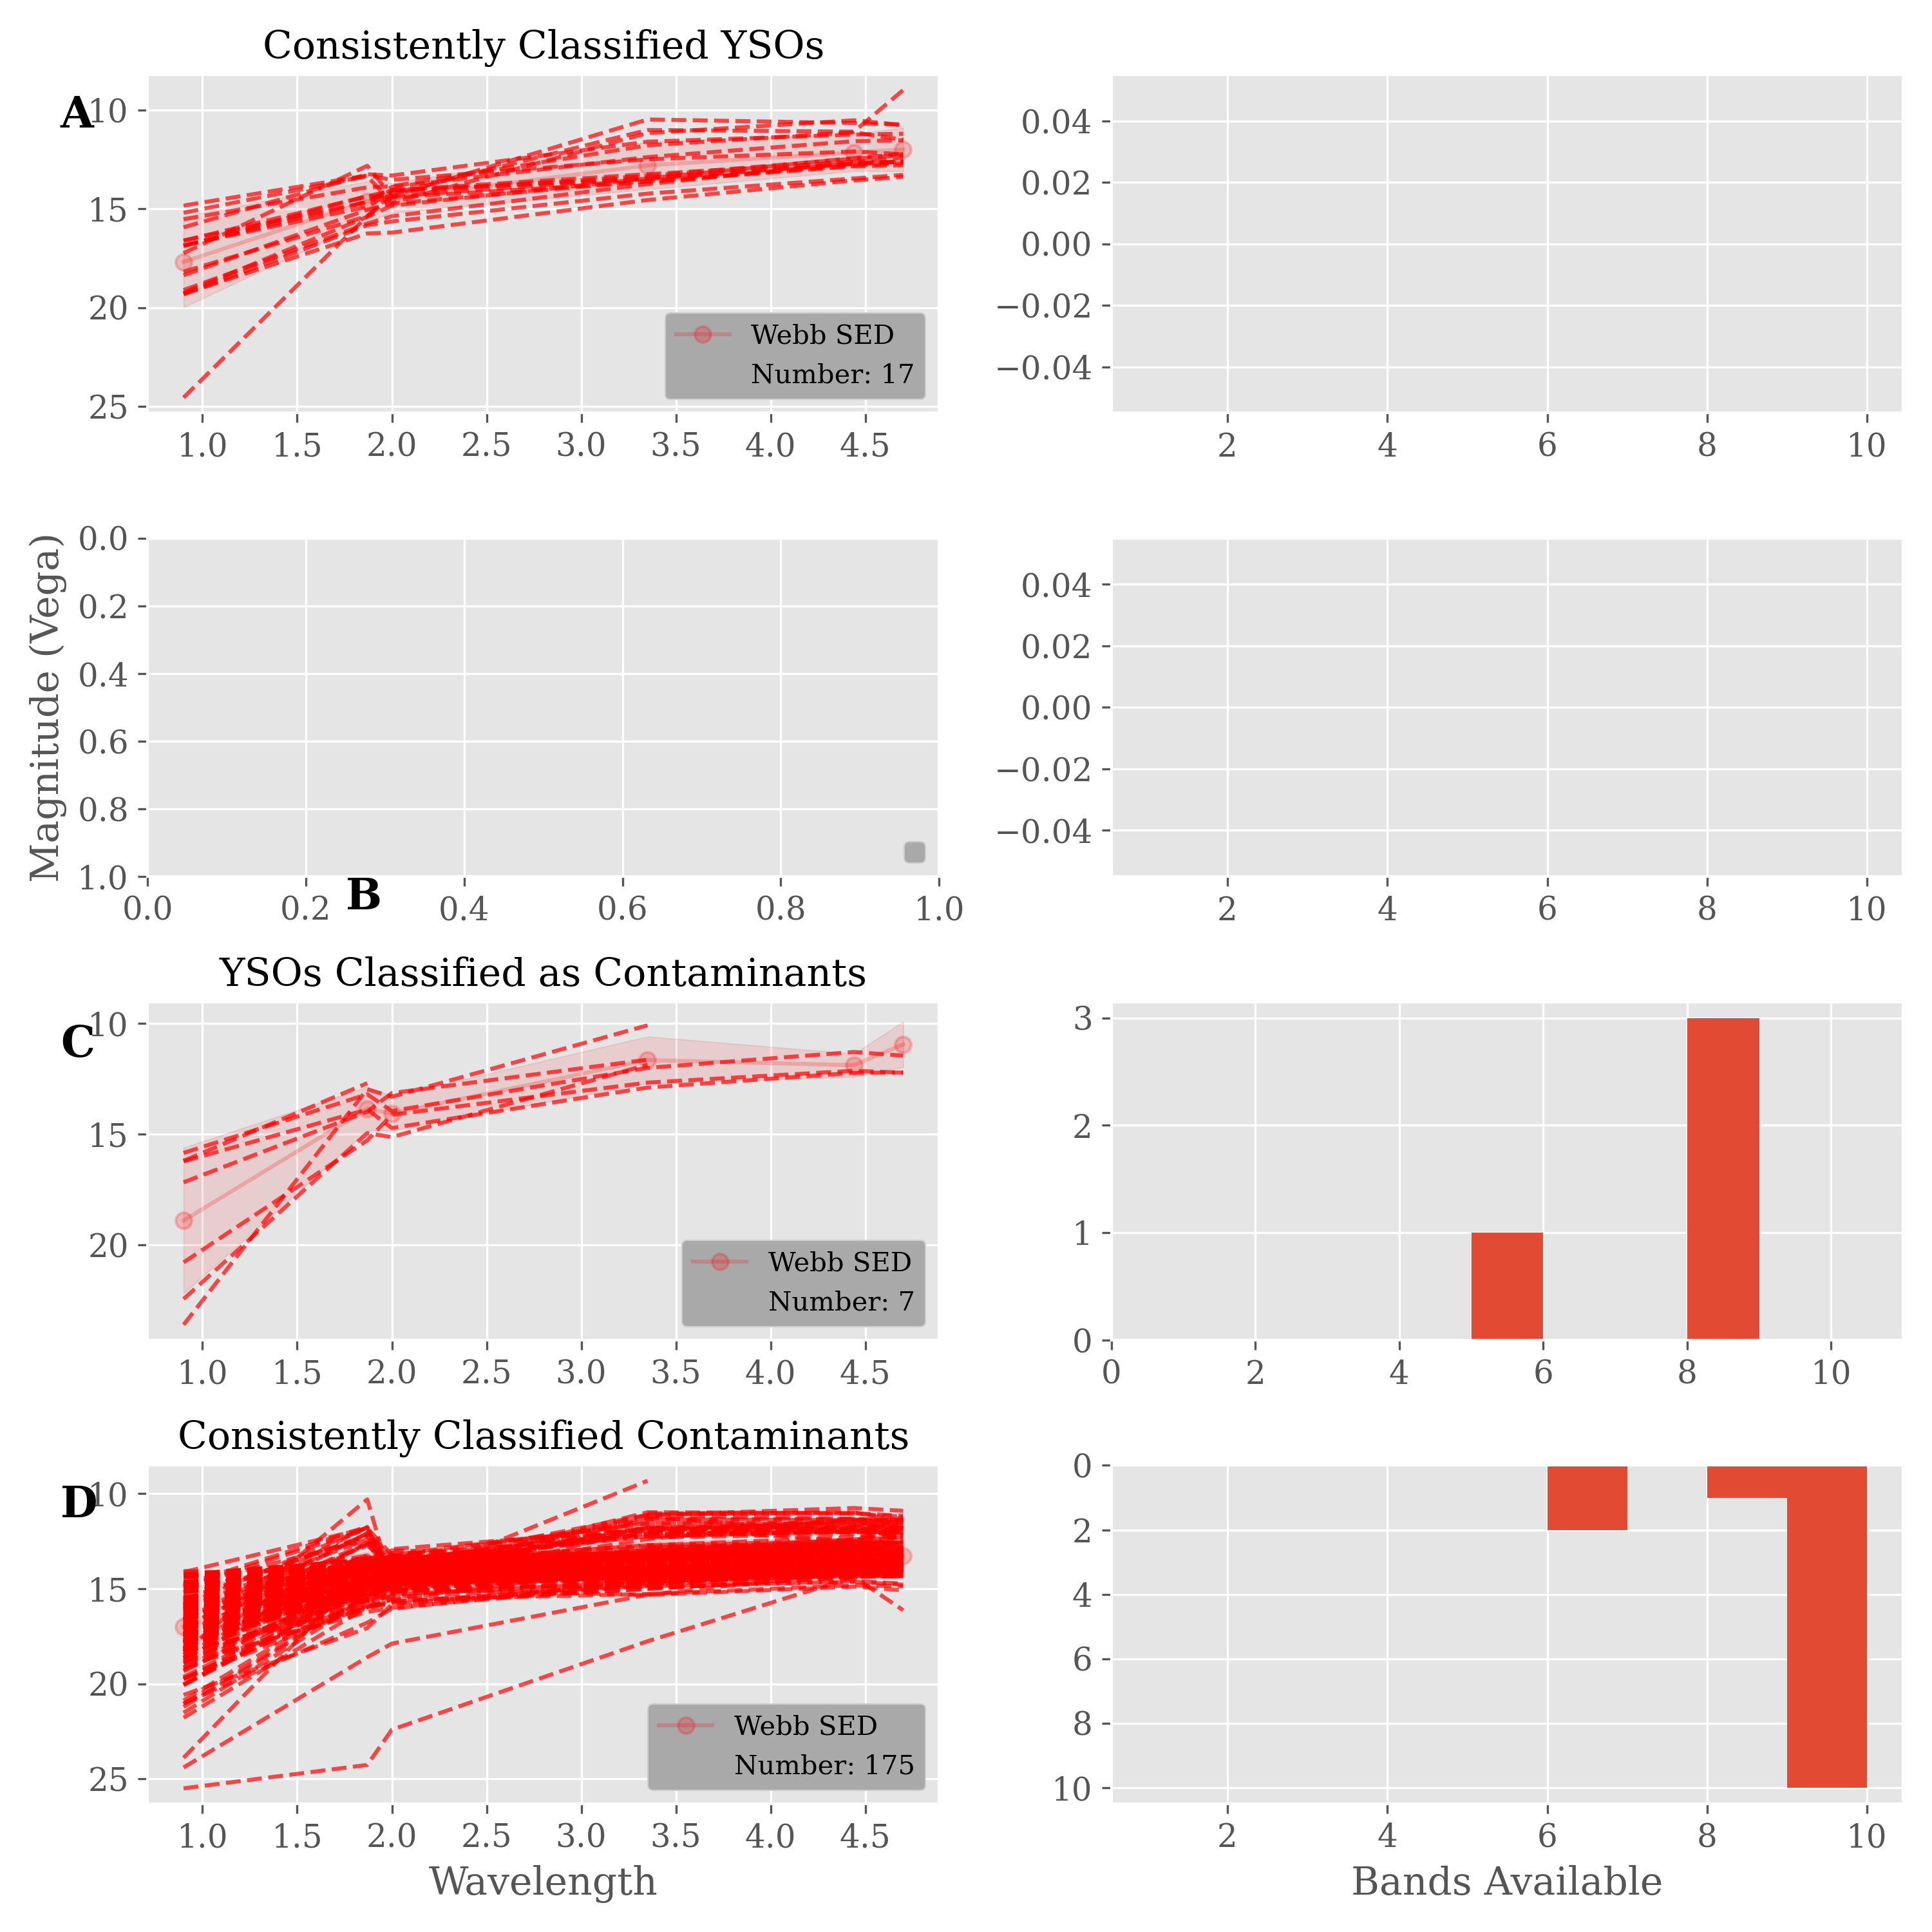 Consistently Classified YSOs
A
10
15
20
25
Webb SED
Number: 17
1.0 1.5 2.0 2.5 3.0 3.5 4.0 4.5
0.04
0.02
0.00
−0.02
−0.04
2 4 6 8 10
Magnitude (Vega)
0.0
0.2
0.4
0.6
0.8
1.0
0.0 0.2 B 0.4 0.6 0.8 1.0
0.04
0.02
0.00
−0.02
−0.04
2 4 6 8 10
YSOs Classified as Contaminants
C
10
15
20
Webb SED
Number: 7
1.0 1.5 2.0 2.5 3.0 3.5 4.0 4.5
3
2
1
0
0 2 4 6 8 10
Consistently Classified Contaminants
D
10
15
20
25
Webb SED
Number: 175
1.0 1.5 2.0 2.5 3.0 3.5 4.0 4.5
Wavelength
0
2
4
6
8
10
2 4 6 8 10
Bands Available